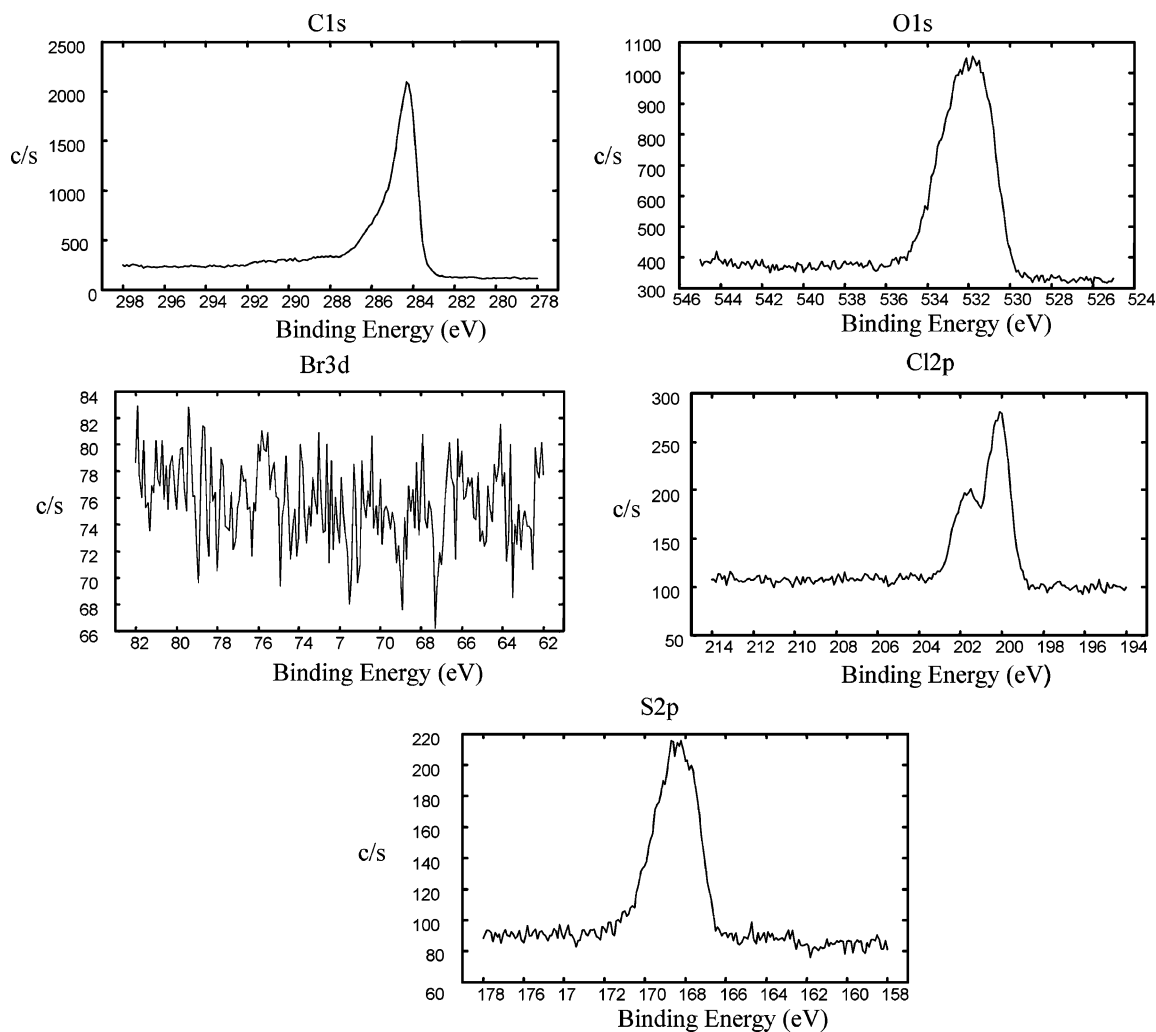 C1s
2500
2000
1500
c/s
1000
500
0
298 296 294 292 290 288 286 284 282 280 278
Binding Energy (eV)
O1s
1100
1000
900
800
c/s
700
600
500
400
300
546 544 542 540 538 536 534 532 530 528 526 524
Binding Energy (eV)
Br3d
84
82
80
78
76
c/s
74
72
70
68
66
82 80 78 76 74 7 70 68 66 64 62
Binding Energy (eV)
Cl2p
300
250
200
c/s
150
100
50
214 212 210 208 206 204 202 200 198 196 194
Binding Energy (eV)
S2p
220
200
180
160
c/s
140
120
100
80
60
178 176 17 172 170 168 166 164 162 160 158
Binding Energy (eV)